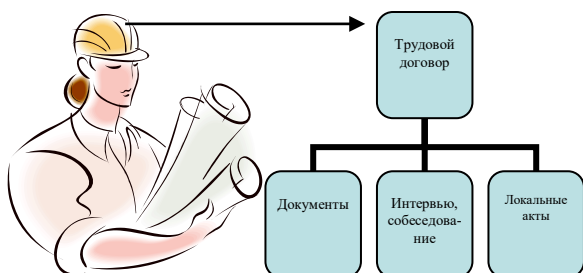 Трудовой
договор
Документы
Интервью,
собеседова-
ние
Локальные
акты